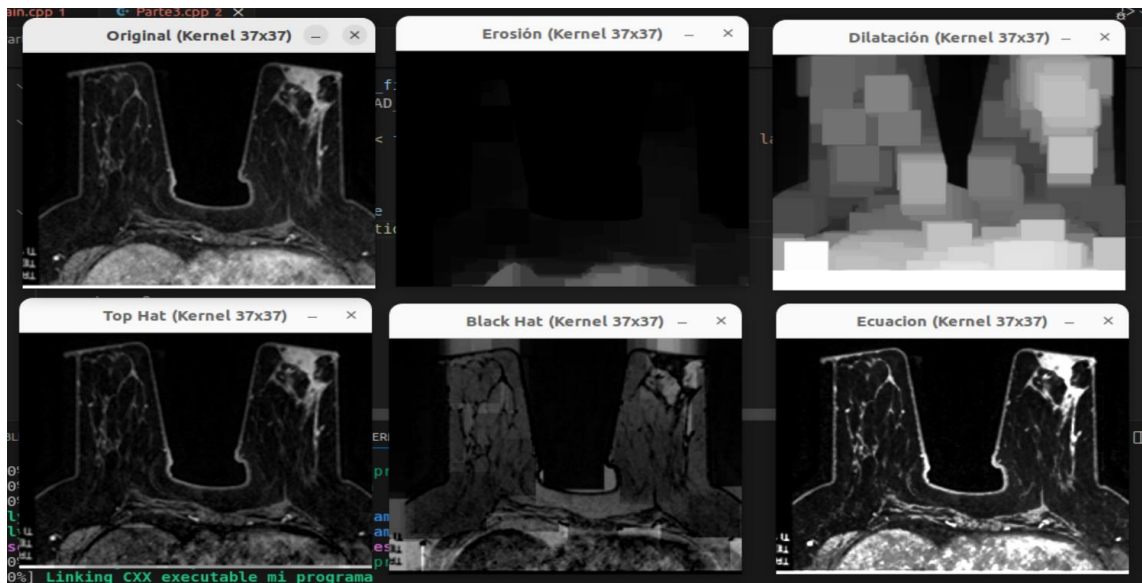 ain.cpp 1 Parte3.cpp 2 ×
Original (Kernel 37x37) – ×
Erosión (Kernel 37x37) – ×
Dilatación (Kernel 37x37) – ×
Top Hat (Kernel 37x37) – ×
Black Hat (Kernel 37x37) – ×
Ecuacion (Kernel 37x37) – ×
0%] Linking CXX executable mi programa